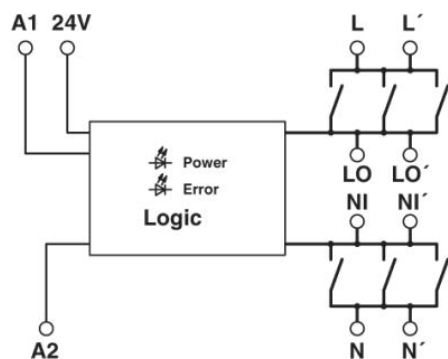 A1 24V L L´
Power
Error
Logic
LO LO´
NI NI´
A2 N N´